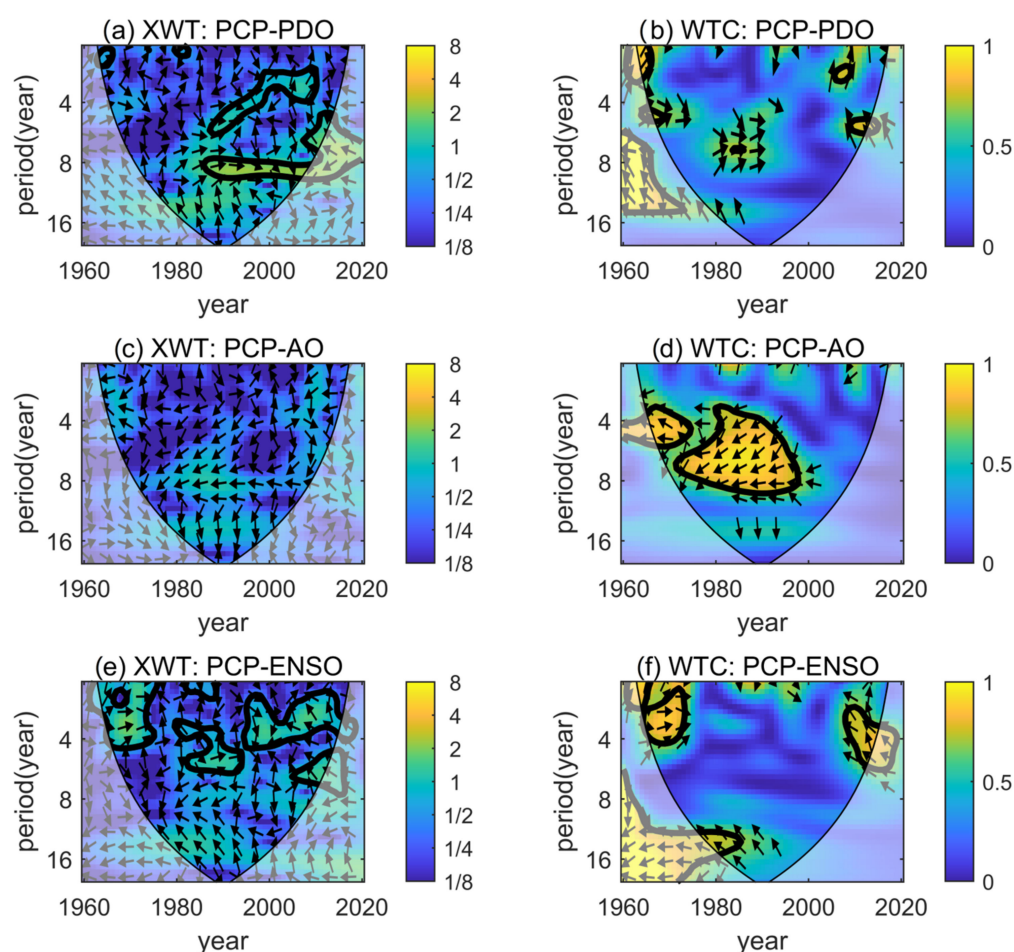 (a) XWT: PCP-PDO
period(year)
4
8
16
1960 1980 2000 2020
year
8
4
2
1
1/2
1/4
1/8
(b) WTC: PCP-PDO
period(year)
4
8
16
1960 1980 2000 2020
year
1
0.5
0
(c) XWT: PCP-AO
period(year)
4
8
16
1960 1980 2000 2020
year
8
4
2
1
1/2
1/4
1/8
(d) WTC: PCP-AO
period(year)
4
8
16
1960 1980 2000 2020
year
1
0.5
0
(e) XWT: PCP-ENSO
period(year)
4
8
16
1960 1980 2000 2020
year
8
4
2
1
1/2
1/4
1/8
(f) WTC: PCP-ENSO
period(year)
4
8
16
1960 1980 2000 2020
year
1
0.5
0